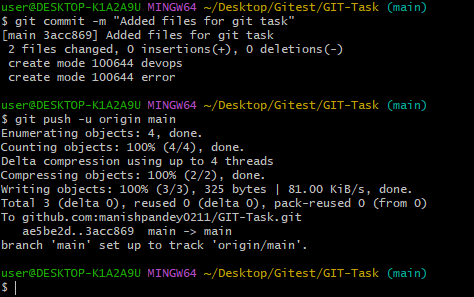 user@DESKTOP-K1A2A9U MINGW64 ~/Desktop/Gitest/GIT-Task (main)
$ git commit -m "Added files for git task"
[main 3acc869] Added files for git task
 2 files changed, 0 insertions(+), 0 deletions(-)
 create mode 100644 devops
 create mode 100644 error
user@DESKTOP-K1A2A9U MINGW64 ~/Desktop/Gitest/GIT-Task (main)
$ git push -u origin main
Enumerating objects: 4, done.
Counting objects: 100% (4/4), done.
Delta compression using up to 4 threads
Compressing objects: 100% (2/2), done.
Writing objects: 100% (3/3), 325 bytes | 81.00 KiB/s, done.
Total 3 (delta 0), reused 0 (delta 0), pack-reused 0 (from 0)
To github.com:manishpandey0211/GIT-Task.git
   ae5be2d..3acc869  main -> main
branch 'main' set up to track 'origin/main'.
user@DESKTOP-K1A2A9U MINGW64 ~/Desktop/Gitest/GIT-Task (main)
$